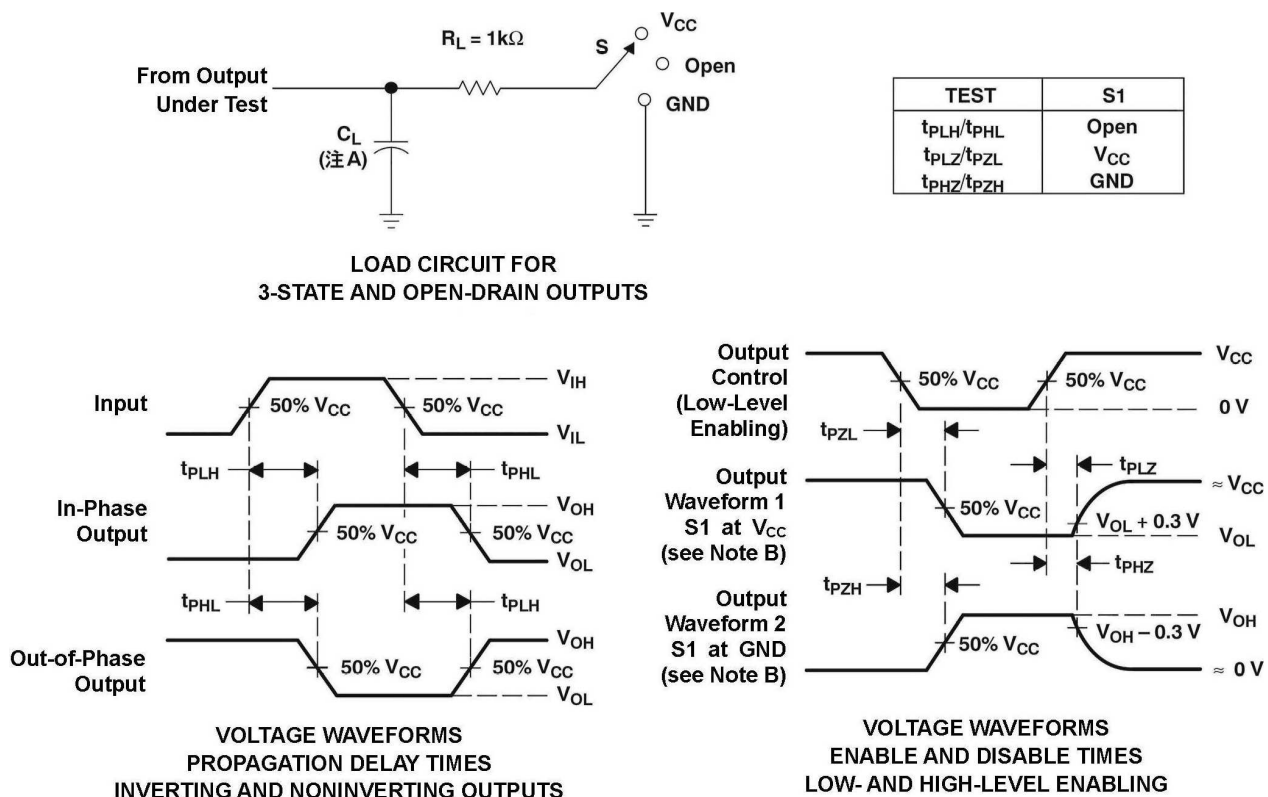 V_CC
R_L = 1kΩ
S
Open
GND
From Output
Under Test
C_L
(注A)
LOAD CIRCUIT FOR
3-STATE AND OPEN-DRAIN OUTPUTS
TEST S1
t_PLH/t_PHL Open
t_PLZ/t_PZL V_CC
t_PHZ/t_PZH GND
Input
50% V_CC
50% V_CC
V_IH
V_IL
t_PLH
t_PHL
In-Phase
Output
50% V_CC
50% V_CC
V_OH
V_OL
t_PHL
t_PLH
Out-of-Phase
Output
50% V_CC
50% V_CC
V_OH
V_OL
VOLTAGE WAVEFORMS
PROPAGATION DELAY TIMES
INVERTING AND NONINVERTING OUTPUTS
Output
Control
(Low-Level
Enabling)
50% V_CC
50% V_CC
V_CC
0 V
t_PZL
t_PLZ
Output
Waveform 1
S1 at V_CC
(see Note B)
50% V_CC
V_OL + 0.3 V
≈ V_CC
V_OL
t_PZH
t_PHZ
Output
Waveform 2
S1 at GND
(see Note B)
50% V_CC
V_OH − 0.3 V
V_OH
≈ 0 V
VOLTAGE WAVEFORMS
ENABLE AND DISABLE TIMES
LOW- AND HIGH-LEVEL ENABLING